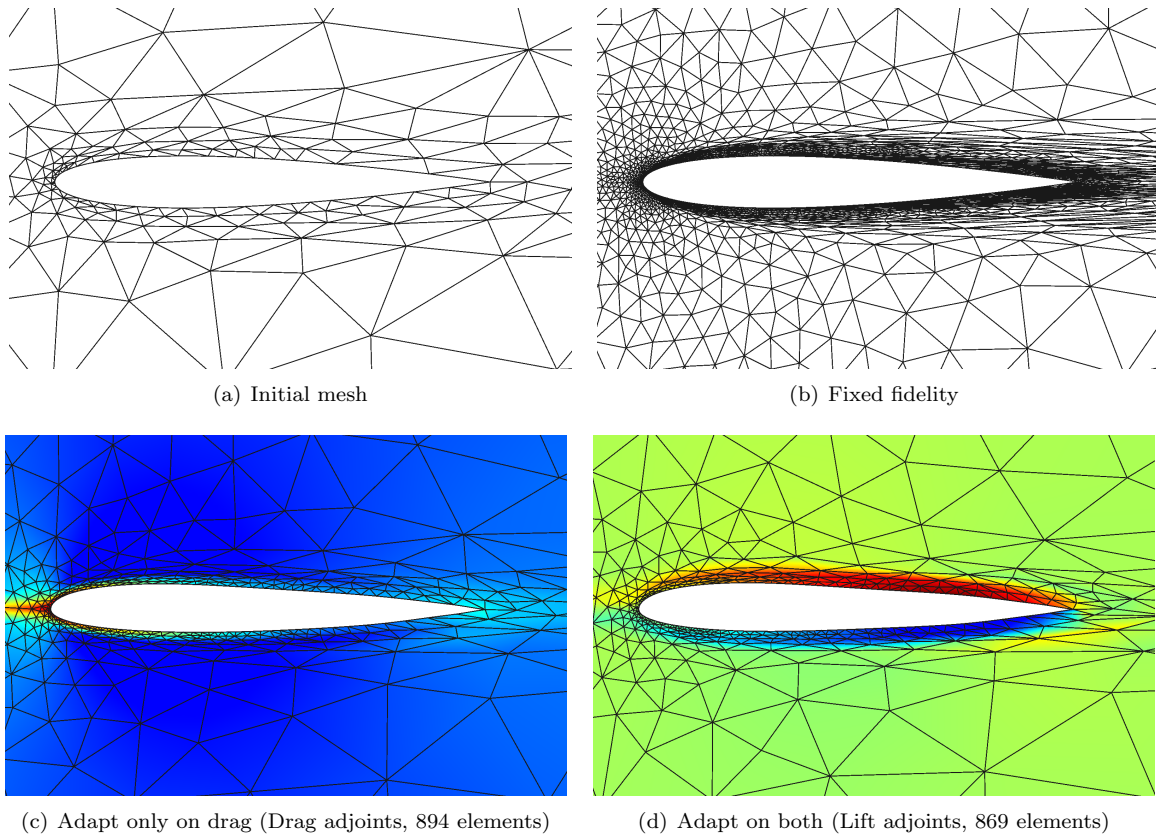 (a) Initial mesh
(b) Fixed fidelity
(c) Adapt only on drag (Drag adjoints, 894 elements)
(d) Adapt on both (Lift adjoints, 869 elements)